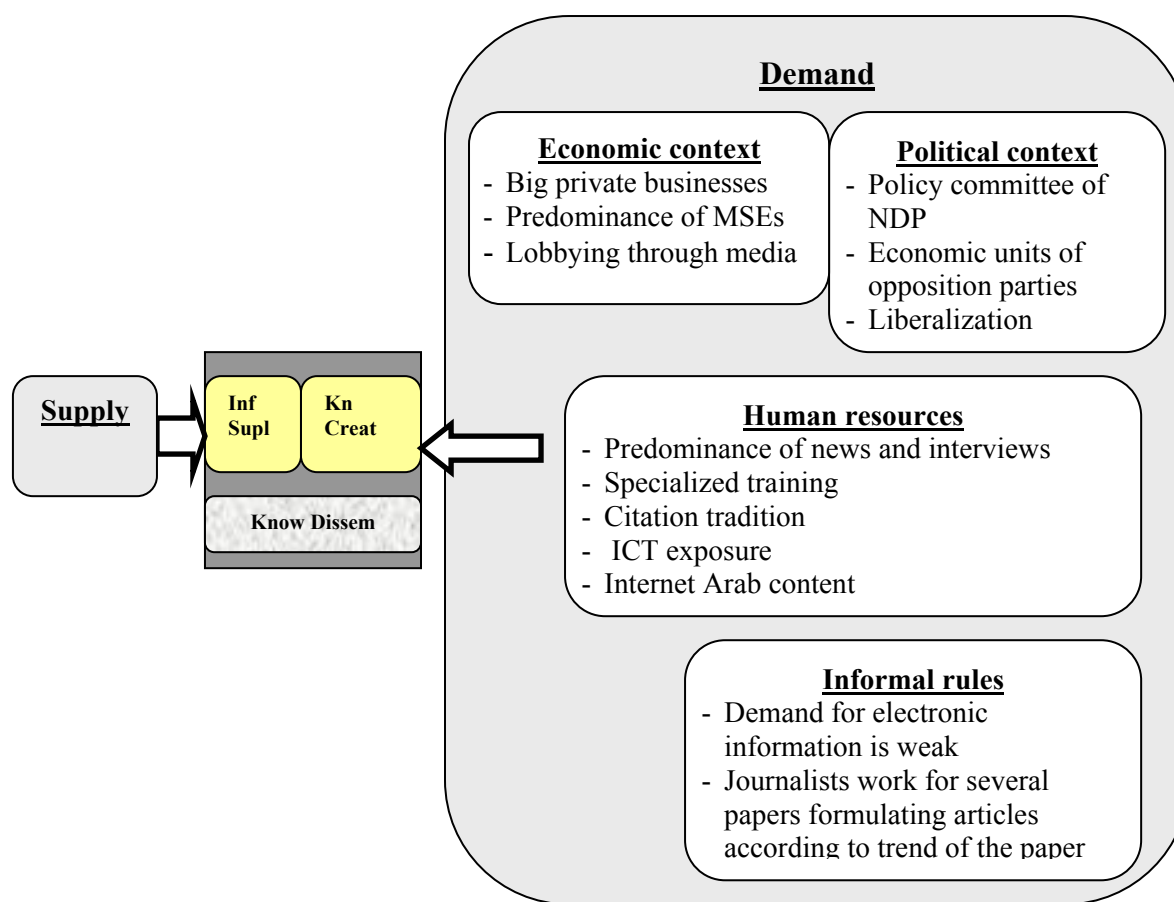 Demand
Economic context
- Big private businesses
- Predominance of MSEs
- Lobbying through media
Political context
- Policy committee of
NDP
- Economic units of
opposition parties
- Liberalization
Supply
Inf
Supl
Kn
Creat
Know Dissem
Human resources
- Predominance of news and interviews
- Specialized training
- Citation tradition
- ICT exposure
- Internet Arab content
Informal rules
- Demand for electronic
information is weak
- Journalists work for several
papers formulating articles
according to trend of the paper